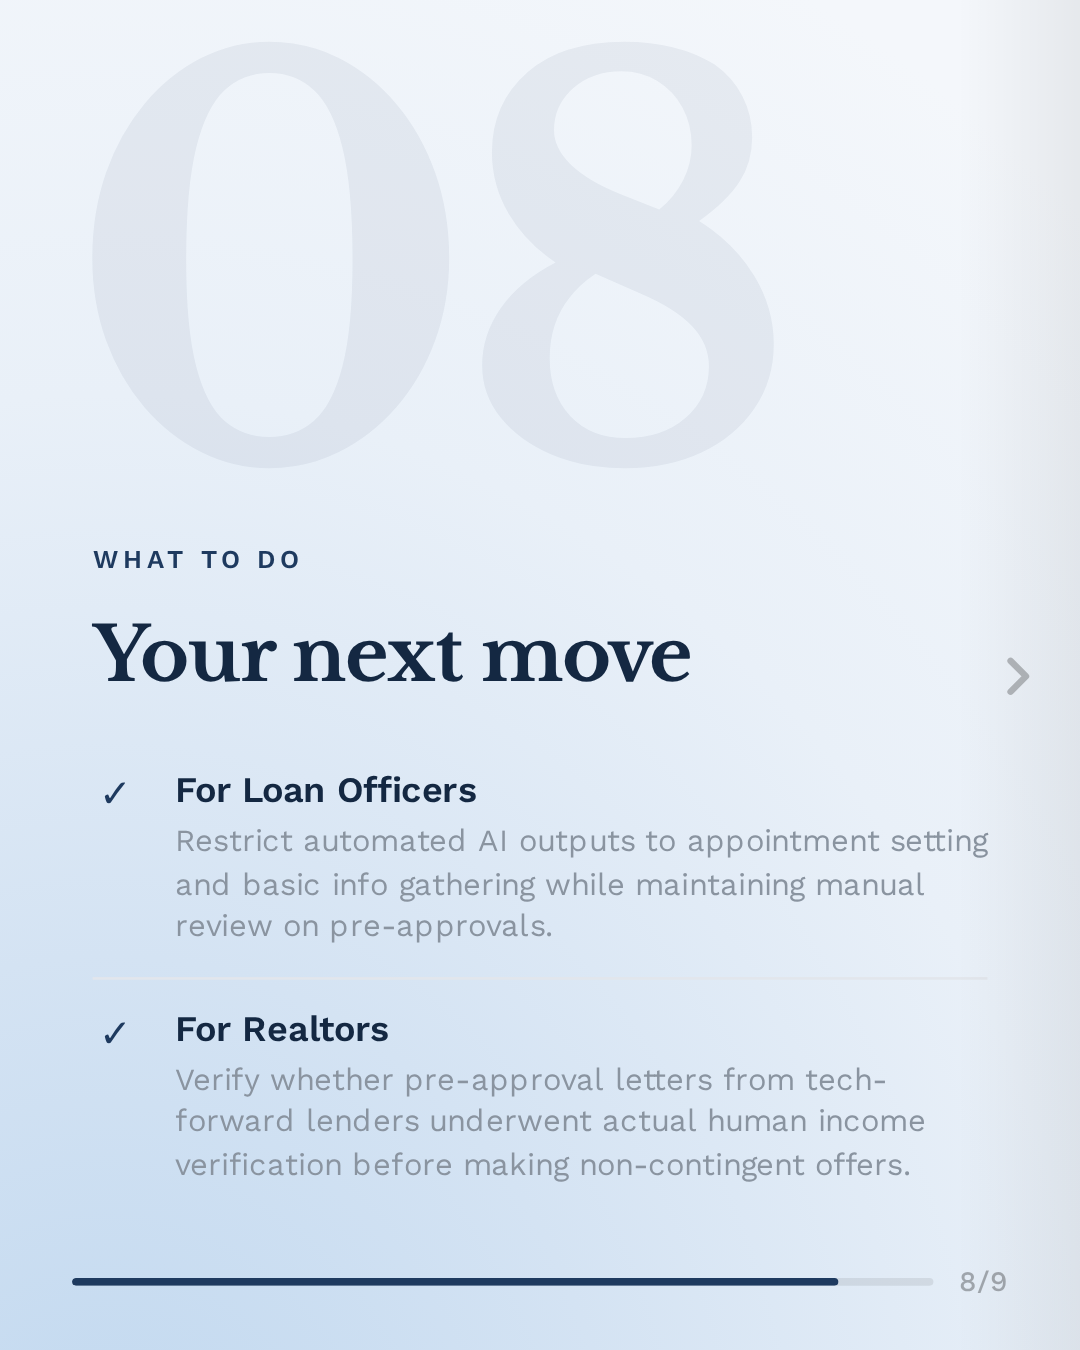 08
WHAT TO DO
Your next move
✓ For Loan Officers
Restrict automated AI outputs to appointment setting
and basic info gathering while maintaining manual
review on pre-approvals.
✓ For Realtors
Verify whether pre-approval letters from tech-
forward lenders underwent actual human income
verification before making non-contingent offers.
8/9